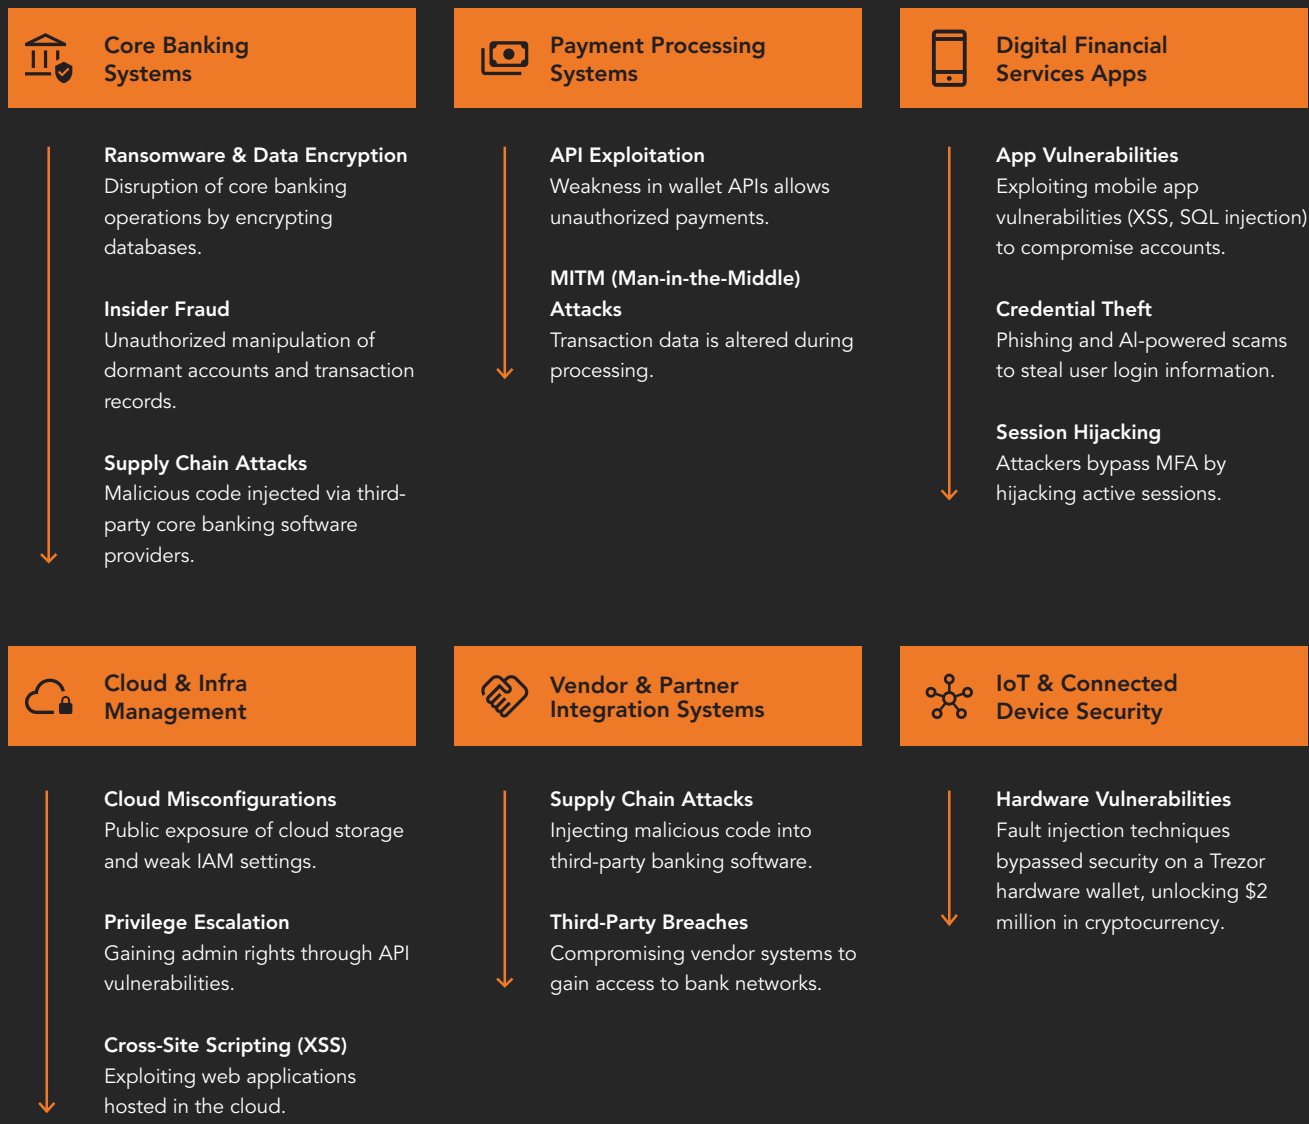 Core Banking
Systems
Ransomware & Data Encryption
Disruption of core banking
operations by encrypting
databases.
Insider Fraud
Unauthorized manipulation of
dormant accounts and transaction
records.
Supply Chain Attacks
Malicious code injected via third-
party core banking software
providers.
Payment Processing
Systems
API Exploitation
Weakness in wallet APIs allows
unauthorized payments.
MITM (Man-in-the-Middle)
Attacks
Transaction data is altered during
processing.
Digital Financial
Services Apps
App Vulnerabilities
Exploiting mobile app
vulnerabilities (XSS, SQL injection)
to compromise accounts.
Credential Theft
Phishing and AI-powered scams
to steal user login information.
Session Hijacking
Attackers bypass MFA by
hijacking active sessions.
Cloud & Infra
Management
Cloud Misconfigurations
Public exposure of cloud storage
and weak IAM settings.
Privilege Escalation
Gaining admin rights through API
vulnerabilities.
Cross-Site Scripting (XSS)
Exploiting web applications
hosted in the cloud.
Vendor & Partner
Integration Systems
Supply Chain Attacks
Injecting malicious code into
third-party banking software.
Third-Party Breaches
Compromising vendor systems to
gain access to bank networks.
IoT & Connected
Device Security
Hardware Vulnerabilities
Fault injection techniques
bypassed security on a Trezor
hardware wallet, unlocking $2
million in cryptocurrency.